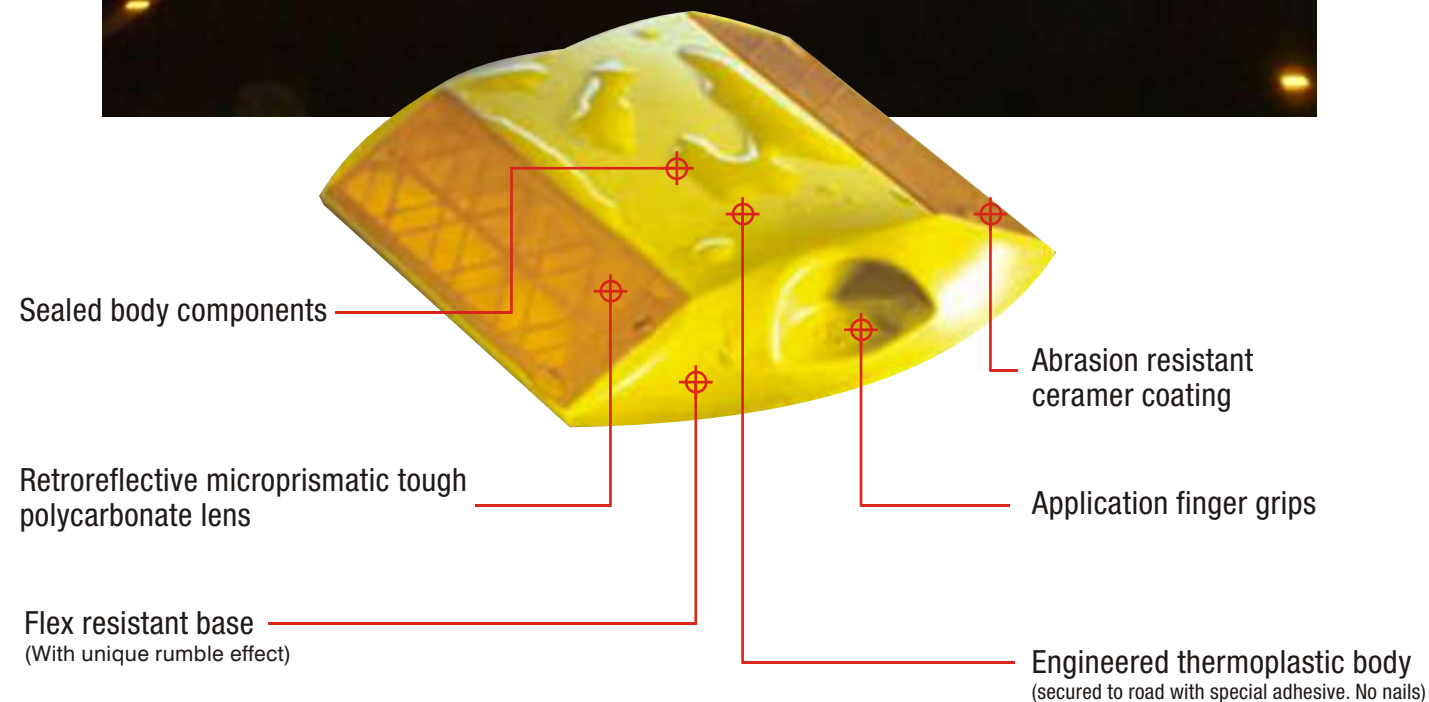 Sealed body components
Abrasion resistant
ceramer coating
Retroreflective microprismatic tough
polycarbonate lens
Application finger grips
Flex resistant base
(With unique rumble effect)
Engineered thermoplastic body
(secured to road with special adhesive. No nails)